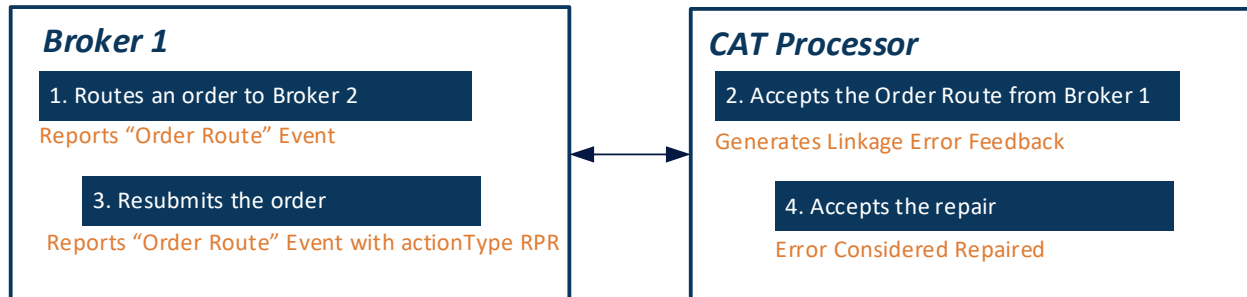 Broker 1
1. Routes an order to Broker 2
Reports “Order Route” Event
3. Resubmits the order
Reports “Order Route” Event with actionType RPR
CAT Processor
2. Accepts the Order Route from Broker 1
Generates Linkage Error Feedback
4. Accepts the repair
Error Considered Repaired